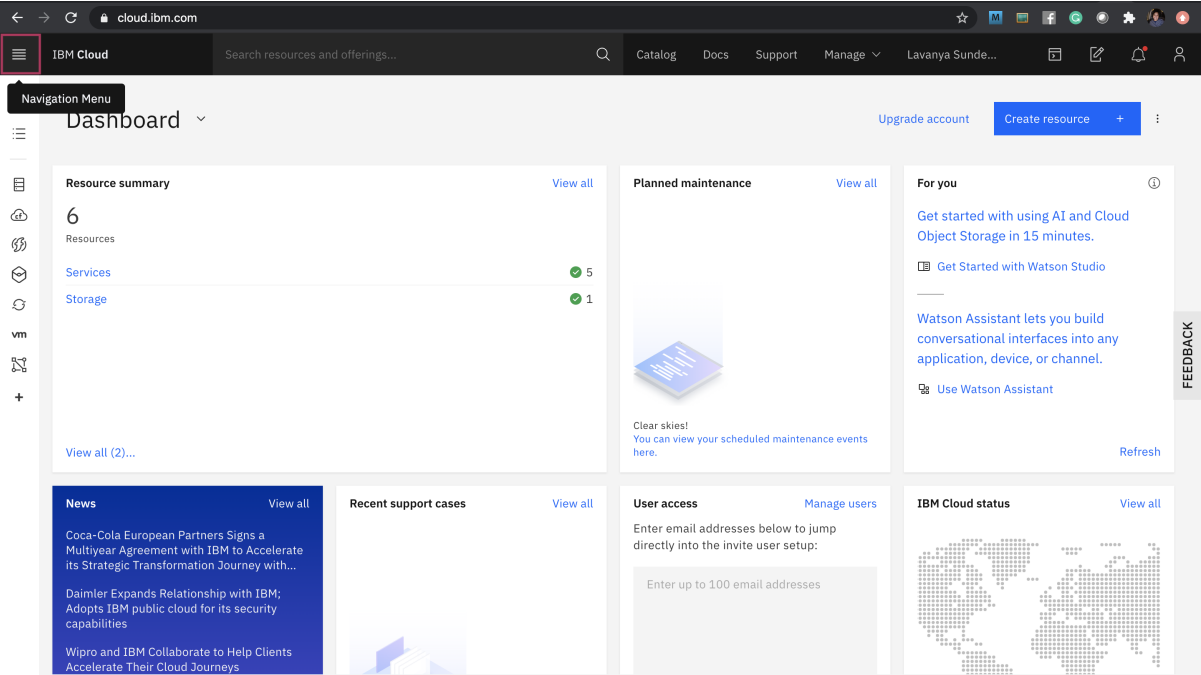 cloud.ibm.com
IBM Cloud
Search resources and offerings...
Catalog
Docs
Support
Manage
Lavanya Sunde...
Navigation Menu
Dashboard
Upgrade account
Create resource +
Resource summary
View all
6
Resources
Services
5
Storage
1
View all (2)...
Planned maintenance
View all
Clear skies!
You can view your scheduled maintenance events
here.
For you
Get started with using AI and Cloud
Object Storage in 15 minutes.
Get Started with Watson Studio
Watson Assistant lets you build
conversational interfaces into any
application, device, or channel.
Use Watson Assistant
Refresh
FEEDBACK
vm
+
News
View all
Coca-Cola European Partners Signs a
Multiyear Agreement with IBM to Accelerate
its Strategic Transformation Journey with...
Daimler Expands Relationship with IBM;
Adopts IBM public cloud for its security
capabilities
Wipro and IBM Collaborate to Help Clients
Accelerate Their Cloud Journeys
Recent support cases
View all
User access
Manage users
Enter email addresses below to jump
directly into the invite user setup:
Enter up to 100 email addresses
IBM Cloud status
View all